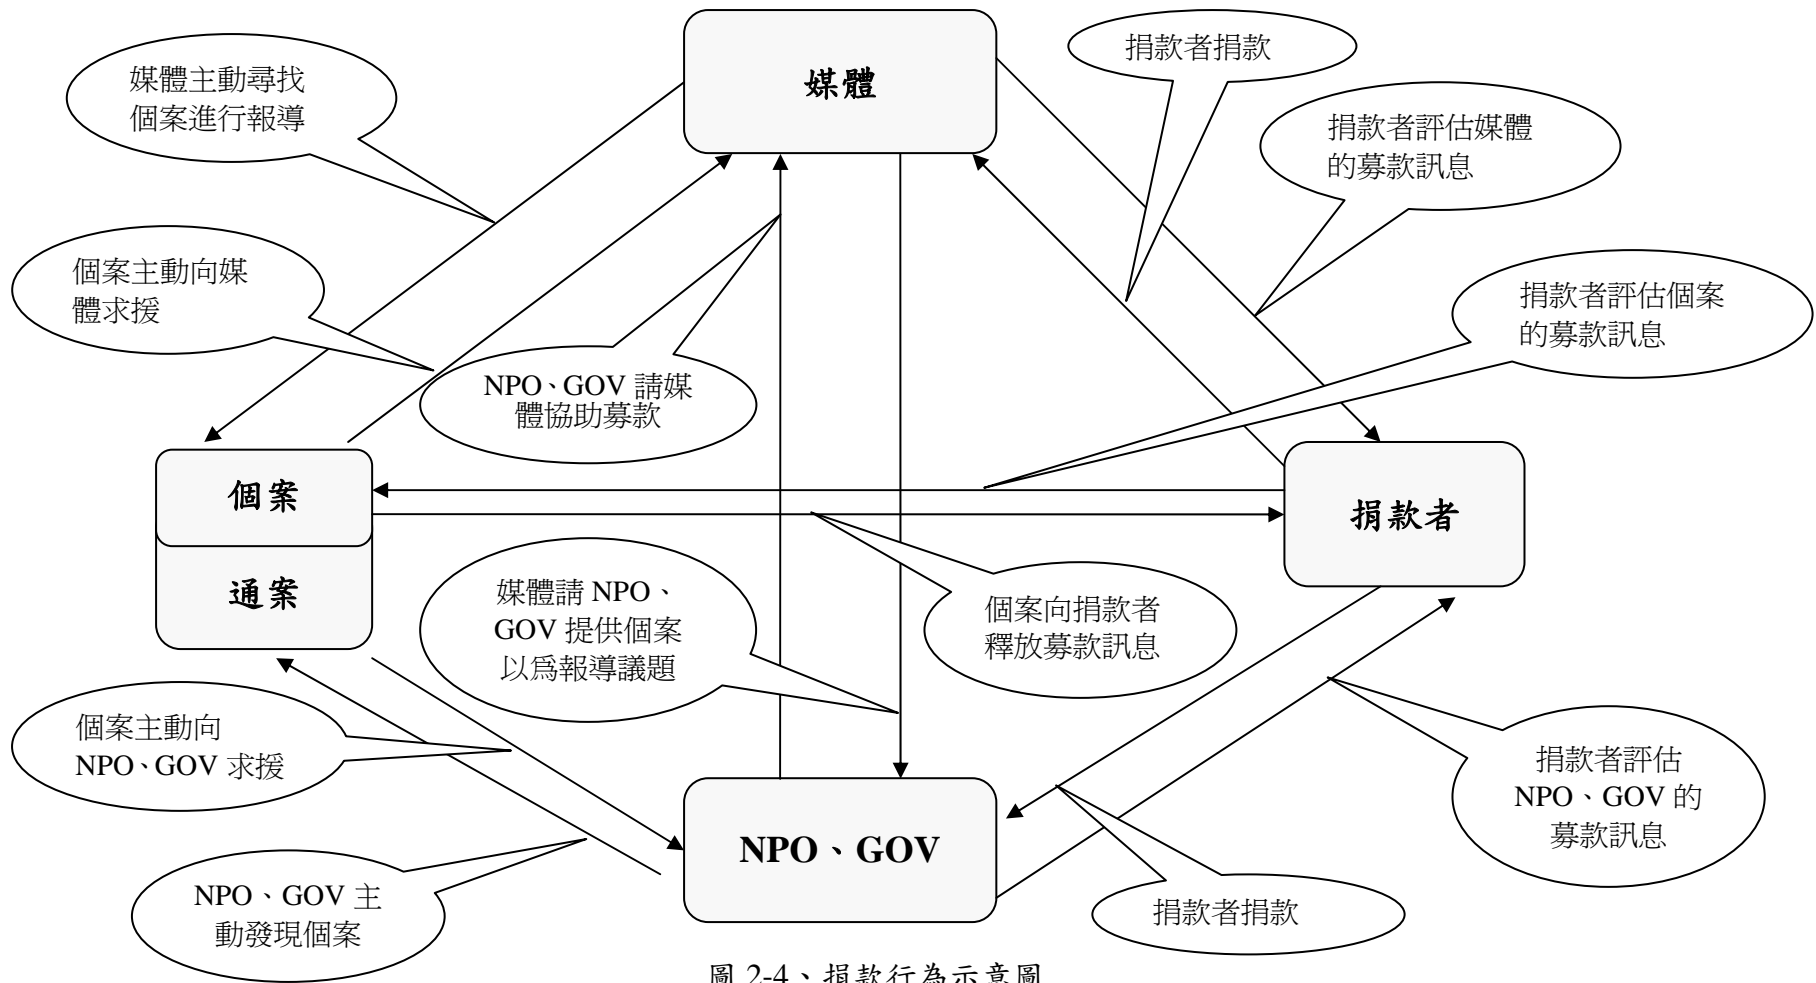 媒體
捐款者捐款
媒體主動尋找
個案進行報導
捐款者評估媒體
的募款訊息
個案主動向媒
體求援
捐款者評估個案
的募款訊息
NPO、GOV 請媒
體協助募款
個案
捐款者
通案
媒體請 NPO、
GOV 提供個案
以爲報導議題
個案向捐款者
釋放募款訊息
個案主動向
NPO、GOV 求援
捐款者評估
NPO、GOV 的
募款訊息
NPO、GOV
NPO、GOV 主
動發現個案
捐款者捐款
圖 2-4、捐款行為示意圖